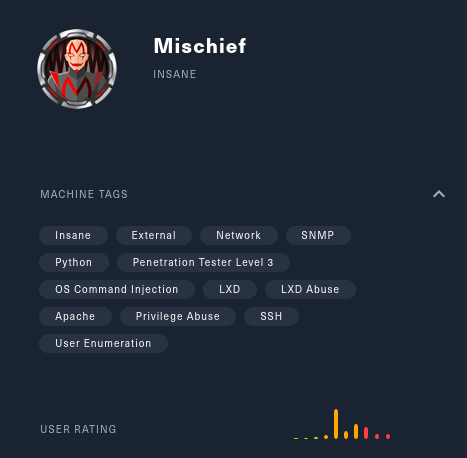 Mischief
INSANE
MACHINE TAGS
Insane External Network SNMP
Python Penetration Tester Level 3
OS Command Injection LXD LXD Abuse
Apache Privilege Abuse SSH
User Enumeration
USER RATING